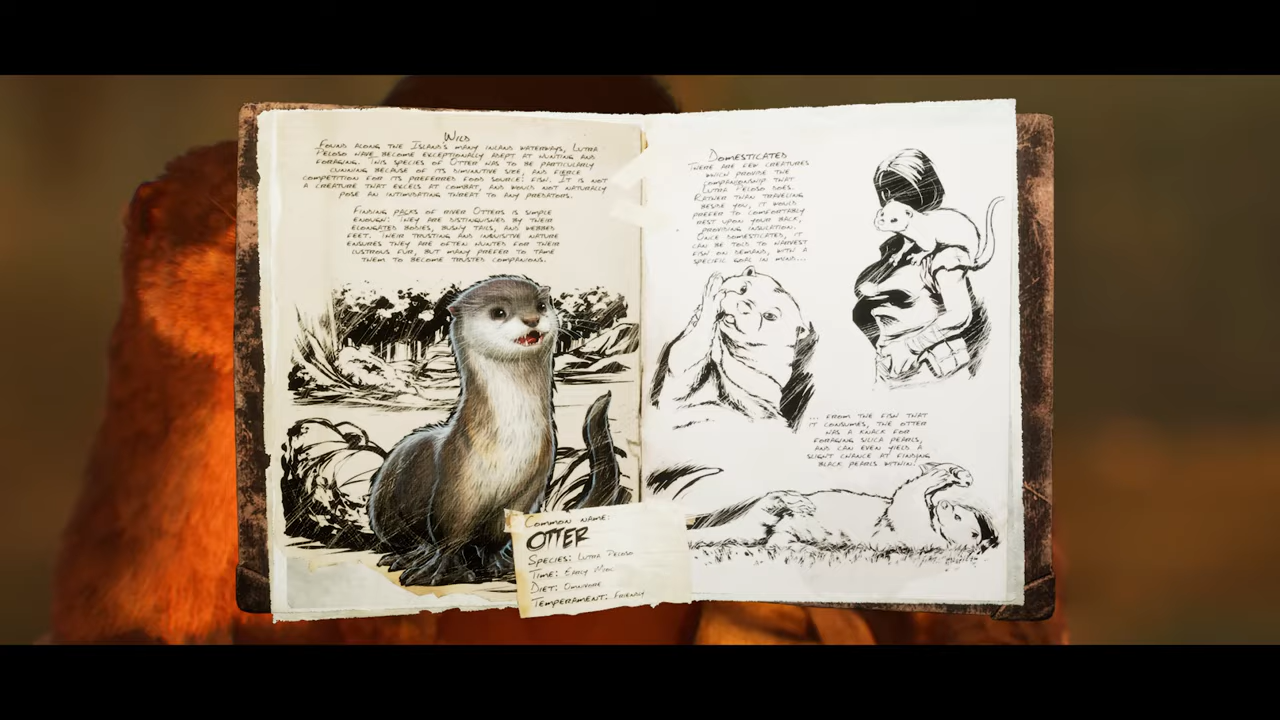 Wild
Found along the Island's many inland waterways, Lutra
Peloso have become exceptionally adept at hunting and
foraging. This species of Otter was to be particularly
cunning because of its diminutive size, and fierce
competition for its preferred food source: fish. It is not
a creature that excels at combat, and would not naturally
pose an intimidating threat to any predators.
Finding packs of river Otters is simple
enough: they are distinguished by their
elongated bodies, bushy tails, and webbed
feet. Their trusting and inquisitive nature
ensures they are often hunted for their
lustrous fur, but many prefer to tame
them to become trusted companions.
Common name:
OTTER
Species: Lutra Peloso
Time: Early
Diet: Omnivore
Temperament: Friendly
Domesticated
There are few creatures
which provide the
companionship that
Lutra Peloso does.
Rather than traveling
beside you, it would
prefer to comfortably
rest upon your back,
providing insulation.
Once domesticated, it
can be told to harvest
fish on demand, with a
specific goal in mind...
... from the fish that
it consumes, the otter
has a knack for
foraging silica pearls,
and can even yield a
slight chance at finding
black pearls within.